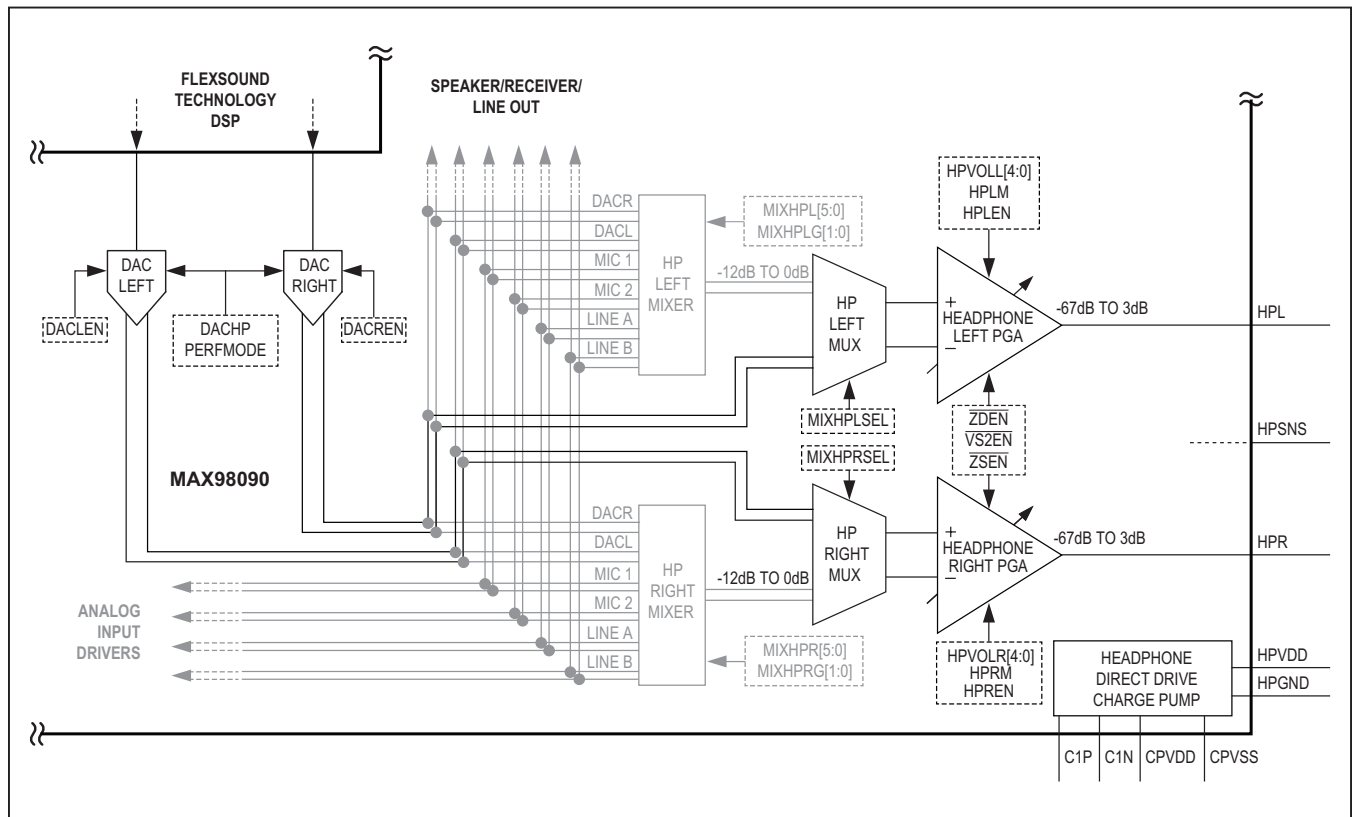 FLEXSOUND
TECHNOLOGY
DSP
SPEAKER/RECEIVER/
LINE OUT
DAC
LEFT
DAC
RIGHT
DACLEN
DACHP
PERFMODE
DACREN
DACR
DACL
MIC 1
MIC 2
LINE A
LINE B
HP
LEFT
MIXER
MIXHPL[5:0]
MIXHPLG[1:0]
-12dB TO 0dB
HP
LEFT
MUX
MIXHPLSEL
HPVOLL[4:0]
HPLM
HPLEN
+
HEADPHONE
LEFT PGA
–
-67dB TO 3dB
HPL
ZDEN
VS2EN
ZSEN
HPSNS
MAX98090
MIXHPRSEL
DACR
DACL
MIC 1
MIC 2
LINE A
LINE B
HP
RIGHT
MIXER
-12dB TO 0dB
MIXHPR[5:0]
MIXHPRG[1:0]
HP
RIGHT
MUX
+
HEADPHONE
RIGHT PGA
–
-67dB TO 3dB
HPR
HPVOLR[4:0]
HPRM
HPREN
ANALOG
INPUT
DRIVERS
HEADPHONE
DIRECT DRIVE
CHARGE PUMP
HPVDD
HPGND
C1P
C1N
CPVDD
CPVSS